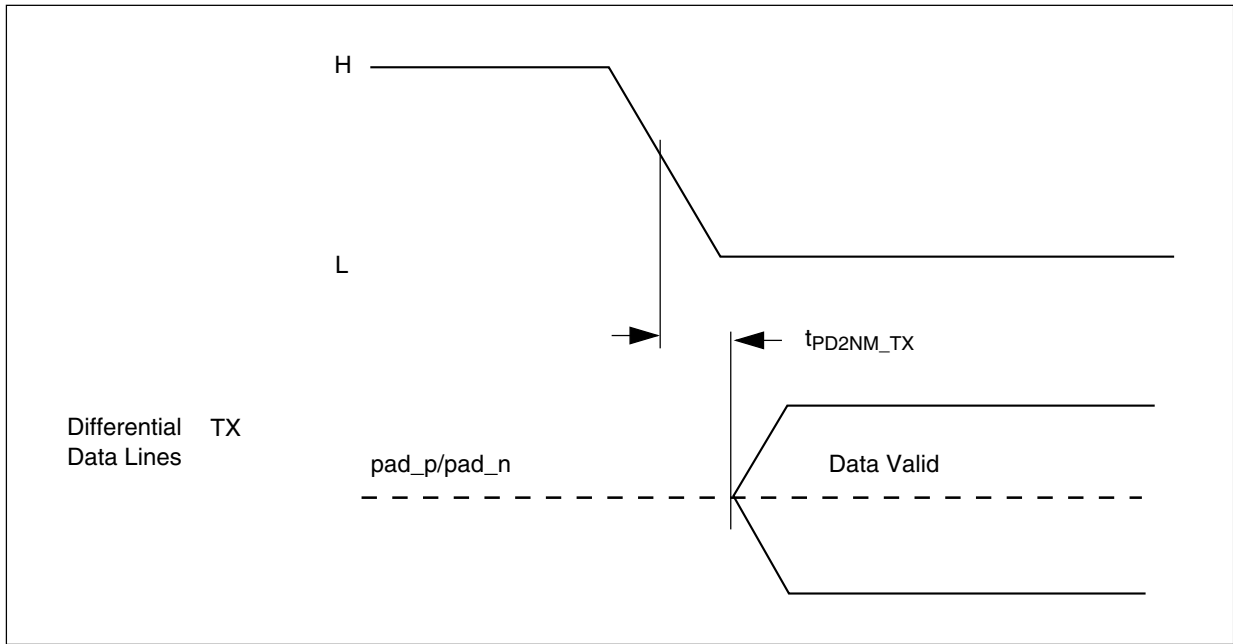 H
L
tPD2NM_TX
Differential TX
Data Lines
pad_p/pad_n
Data Valid